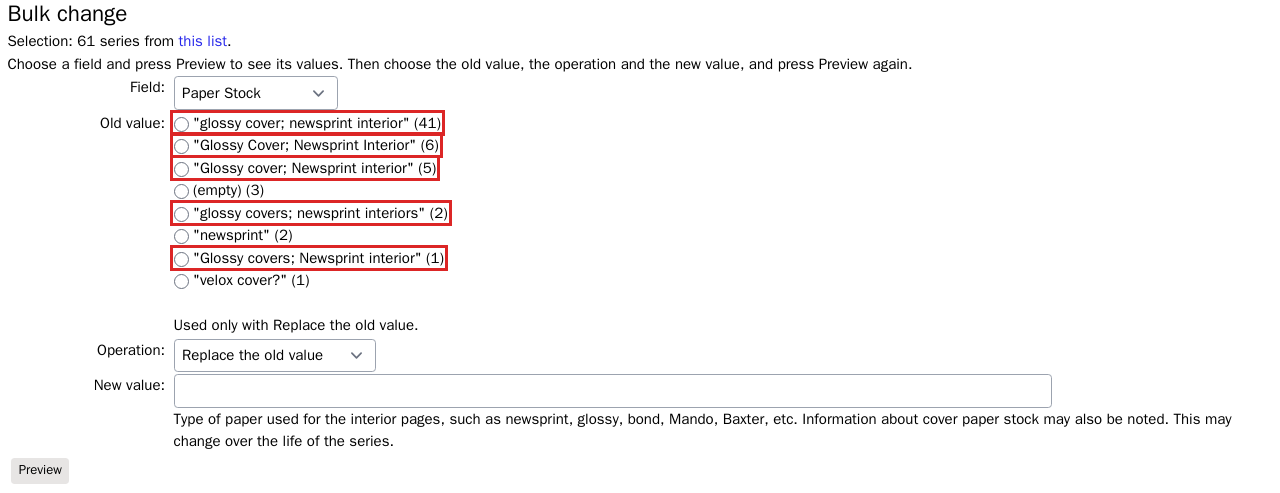 Bulk change
Selection: 61 series from this list.
Choose a field and press Preview to see its values. Then choose the old value, the operation and the new value, and press Preview again.
Field: Paper Stock
Old value: "glossy cover; newsprint interior" (41)
"Glossy Cover; Newsprint Interior" (6)
"Glossy cover; Newsprint interior" (5)
(empty) (3)
"glossy covers; newsprint interiors" (2)
"newsprint" (2)
"Glossy covers; Newsprint interior" (1)
"velox cover?" (1)
Used only with Replace the old value.
Operation: Replace the old value
New value:
Type of paper used for the interior pages, such as newsprint, glossy, bond, Mando, Baxter, etc. Information about cover paper stock may also be noted. This may
change over the life of the series.
Preview